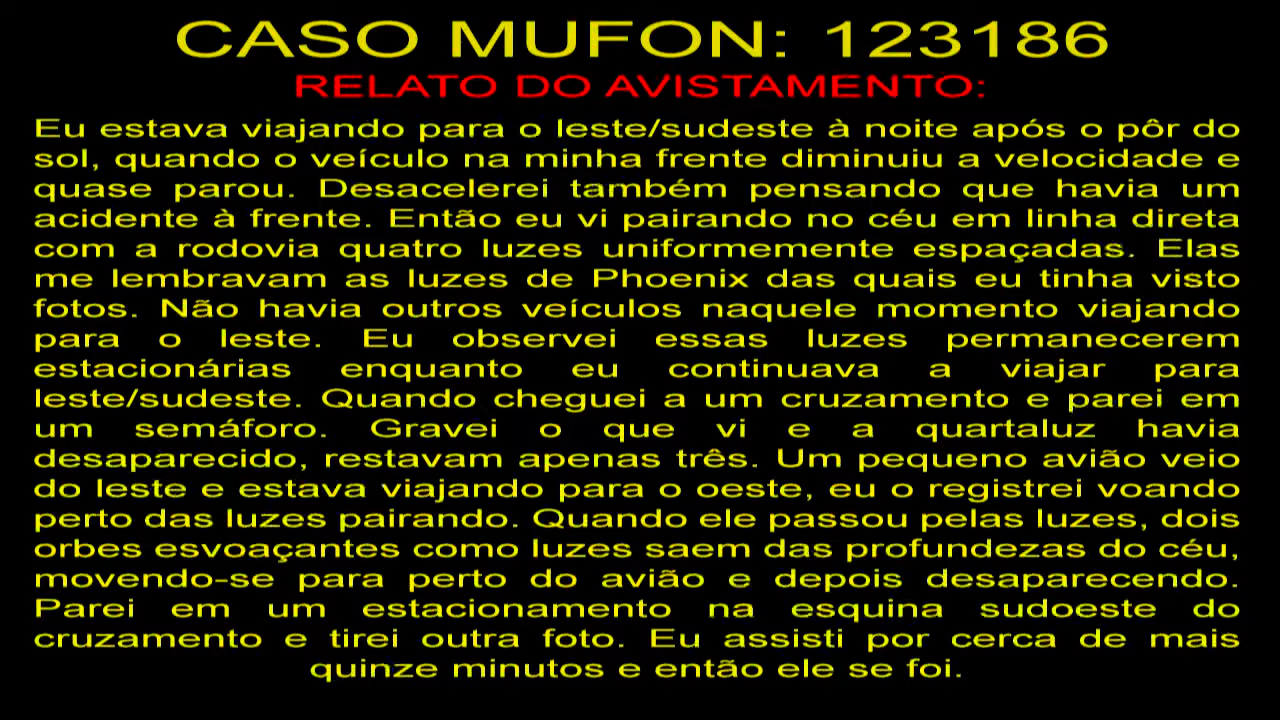 CASO MUFON: 123186
RELATO DO AVISTAMENTO:
Eu estava viajando para o leste/sudeste à noite após o pôr do
sol, quando o veículo na minha frente diminuiu a velocidade e
quase parou. Desacelerei também pensando que havia um
acidente à frente. Então eu vi pairando no céu em linha direta
com a rodovia quatro luzes uniformemente espaçadas. Elas
me lembravam as luzes de Phoenix das quais eu tinha visto
fotos. Não havia outros veículos naquele momento viajando
para o leste. Eu observei essas luzes permanecerem
estacionárias enquanto eu continuava a viajar para
leste/sudeste. Quando cheguei a um cruzamento e parei em
um semáforo. Gravei o que vi e a quartaluz havia
desaparecido, restavam apenas três. Um pequeno avião veio
do leste e estava viajando para o oeste, eu o registrei voando
perto das luzes pairando. Quando ele passou pelas luzes, dois
orbes esvoaçantes como luzes saem das profundezas do céu,
movendo-se para perto do avião e depois desaparecendo.
Parei em um estacionamento na esquina sudoeste do
cruzamento e tirei outra foto. Eu assisti por cerca de mais
quinze minutos e então ele se foi.